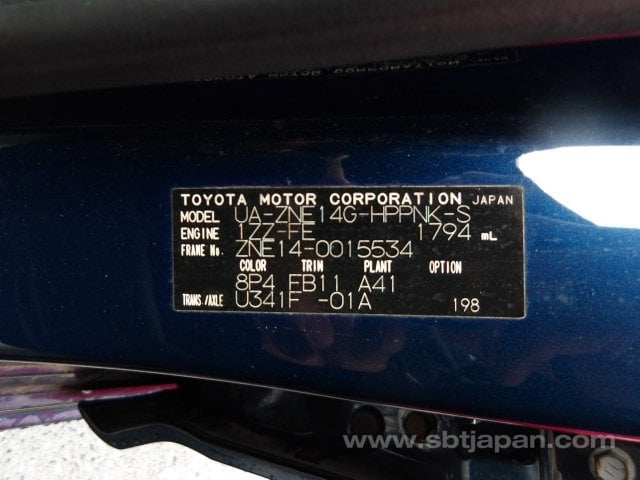 TOYOTA MOTOR CORPORATION JAPAN
MODEL UA-ZNE14G-HPPNK-S
ENGINE 1ZZ-FE 1794 mL
FRAME No. ZNE14-0015534
COLOR TRIM PLANT OPTION
8P4 FB11 A41
TRANS./AXLE U341F -01A 198
www.sbtjapan.com